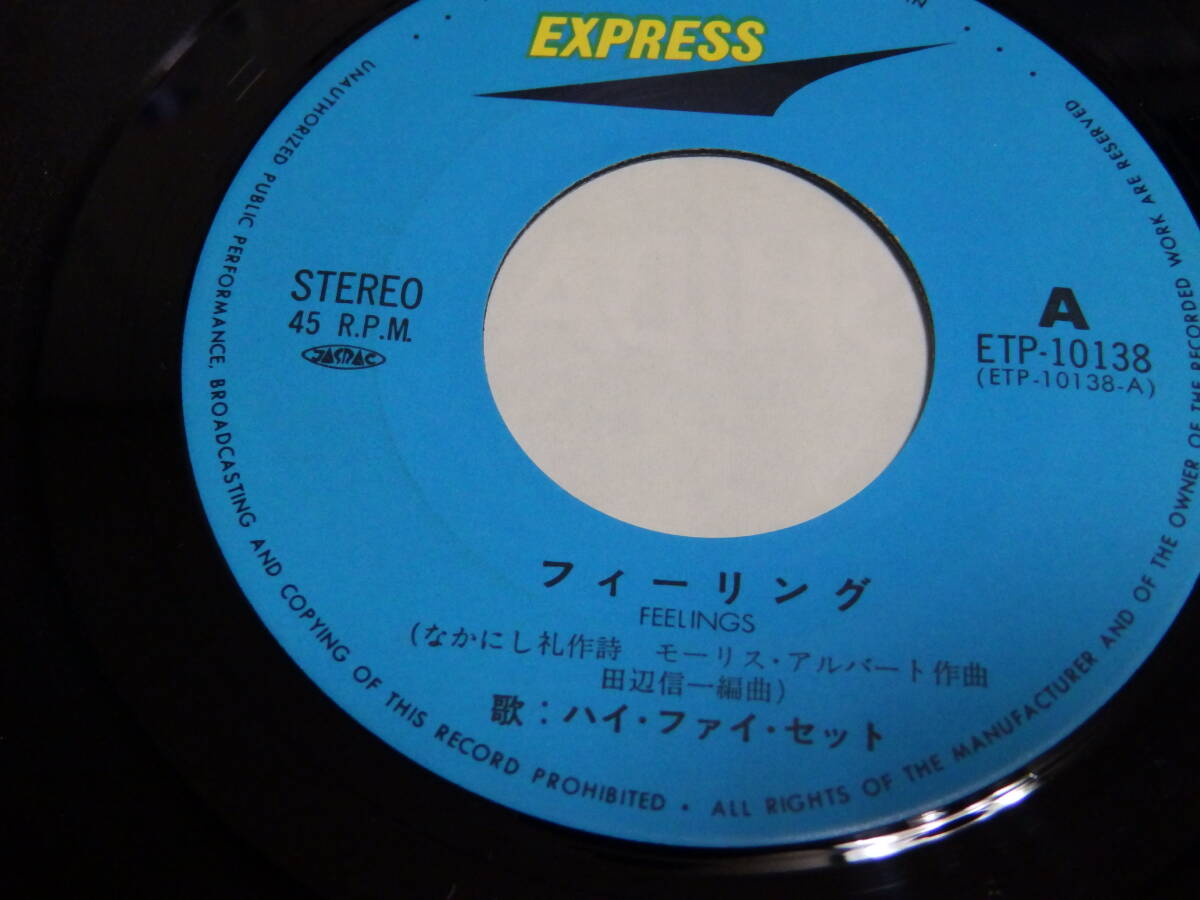 EXPRESS
STEREO
45 R.P.M.
JASRAC
A
ETP-10138
(ETP-10138-A)
フィーリング
FEELINGS
(なかにし礼作詩 モーリス・アルバート作曲
田辺信一編曲)
歌:ハイ・ファイ・セット
UNAUTHORIZED PUBLIC PERFORMANCE, BROADCASTING AND COPYING OF THIS RECORD PROHIBITED • ALL RIGHTS OF THE MANUFACTURER AND OF THE OWNER OF THE RECORDED WORK ARE RESERVED